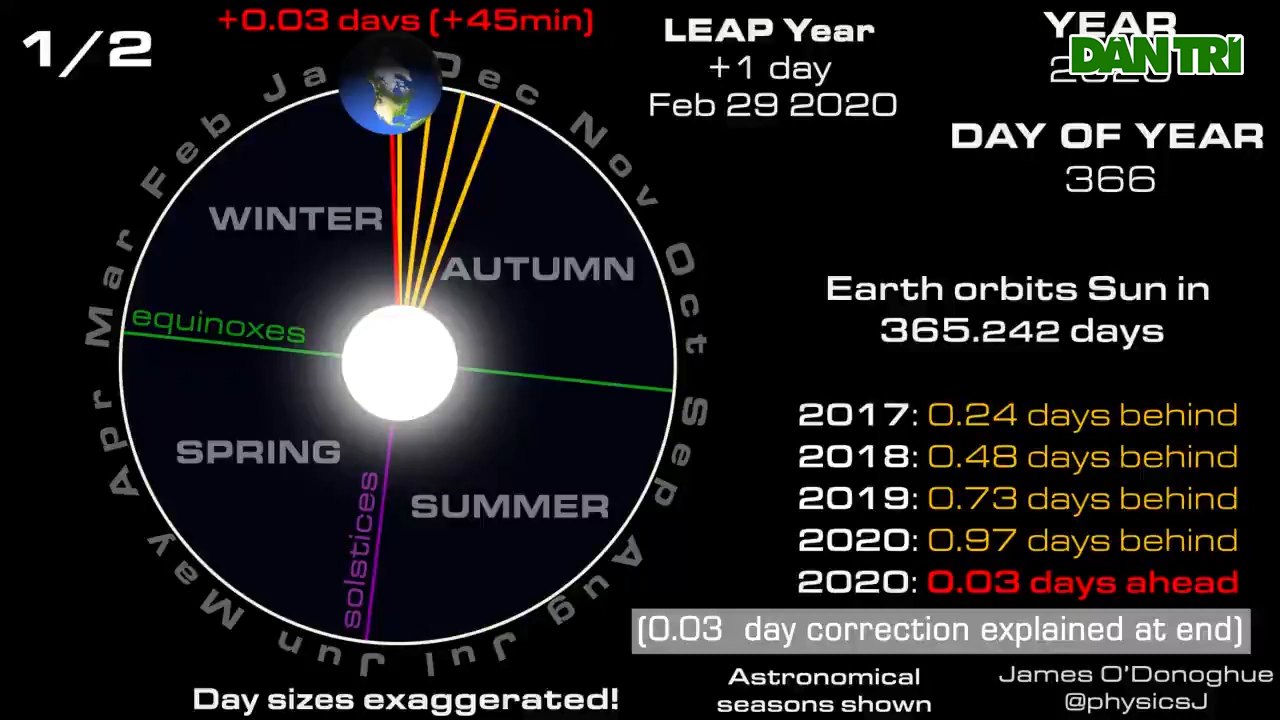 1/2
+0.03 days (+45min)
LEAP Year
+1 day
Feb 29 2020
YEAR
2020
DÂN TRÍ
DAY OF YEAR
366
Jan
Feb
Mar
Apr
May
Jun
Jul
Aug
Sep
Oct
Nov
Dec
WINTER
AUTUMN
equinoxes
SPRING
SUMMER
solstices
Earth orbits Sun in
365.242 days
2017: 0.24 days behind
2018: 0.48 days behind
2019: 0.73 days behind
2020: 0.97 days behind
2020: 0.03 days ahead
(0.03 day correction explained at end)
Day sizes exaggerated!
Astronomical
seasons shown
James O'Donoghue
@physicsJ